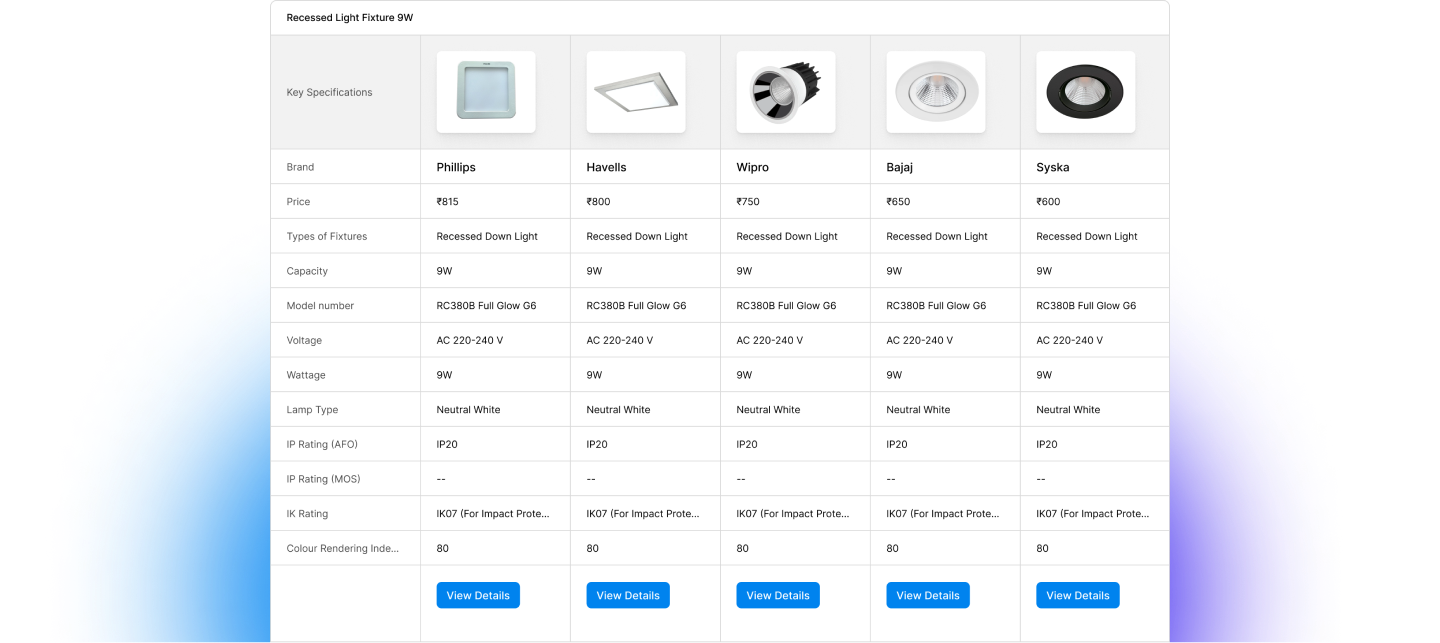 Recessed Light Fixture 9W
Key Specifications
Brand Phillips Havells Wipro Bajaj Syska
Price ₹815 ₹800 ₹750 ₹650 ₹600
Types of Fixtures Recessed Down Light Recessed Down Light Recessed Down Light Recessed Down Light Recessed Down Light
Capacity 9W 9W 9W 9W 9W
Model number RC380B Full Glow G6 RC380B Full Glow G6 RC380B Full Glow G6 RC380B Full Glow G6 RC380B Full Glow G6
Voltage AC 220-240 V AC 220-240 V AC 220-240 V AC 220-240 V AC 220-240 V
Wattage 9W 9W 9W 9W 9W
Lamp Type Neutral White Neutral White Neutral White Neutral White Neutral White
IP Rating (AFO) IP20 IP20 IP20 IP20 IP20
IP Rating (MOS) -- -- -- -- --
IK Rating IK07 (For Impact Prote... IK07 (For Impact Prote... IK07 (For Impact Prote... IK07 (For Impact Prote... IK07 (For Impact Prote...
Colour Rendering Inde... 80 80 80 80 80
View Details View Details View Details View Details View Details